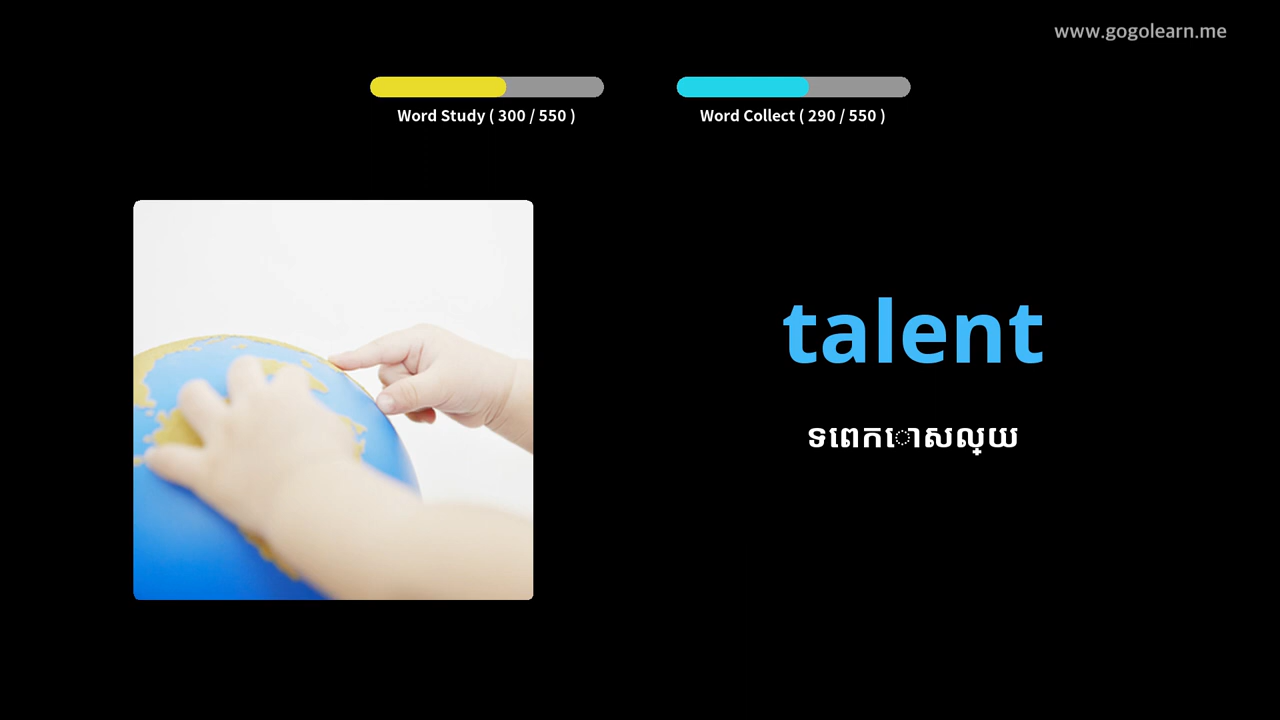 www.gogolearn.me
Word Study ( 300 / 550 )
Word Collect ( 290 / 550 )
talent
ទពេក◌ោសល្‌យ